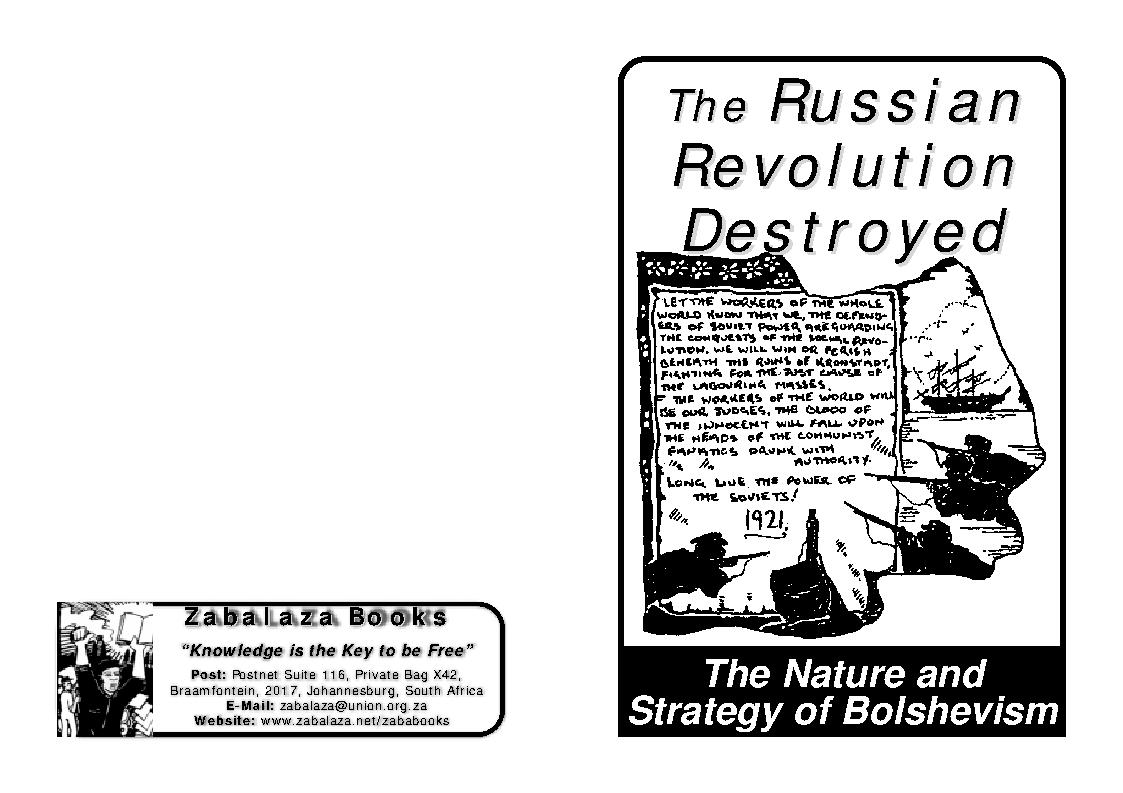 The Russian
Revolution
Destroyed
LET THE WORKERS OF THE WHOLE
WORLD KNOW THAT WE, THE DEFEND-
ERS OF SOVIET POWER ARE GUARDING
THE CONQUESTS OF THE SOCIAL REVO-
LUTION. WE WILL WIN OR PERISH
BENEATH THE RUINS OF KRONSTADT,
FIGHTING FOR THE JUST CAUSE OF
THE LABOURING MASSES.
THE WORKERS OF THE WORLD WILL
BE OUR JUDGES, THE BLOOD OF
THE INNOCENT WILL FALL UPON
THE HEADS OF THE COMMUNIST
FANATICS DRUNK WITH
AUTHORITY.
LONG LIVE THE POWER OF
THE SOVIETS!
1921.
The Nature and
Strategy of Bolshevism
Zabalaza Books
“Knowledge is the Key to be Free”
Post: Postnet Suite 116, Private Bag X42,
Braamfontein, 2017, Johannesburg, South Africa
E-Mail: zabalaza@union.org.za
Website: www.zabalaza.net/zababooks